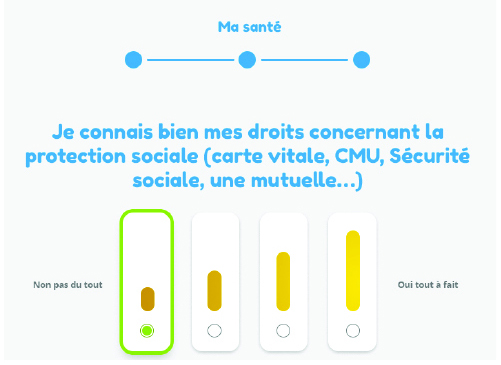 Ma santé
Je connais bien mes droits concernant la
protection sociale (carte vitale, CMU, Sécurité
sociale, une mutuelle...)
Non pas du tout
Oui tout à fait